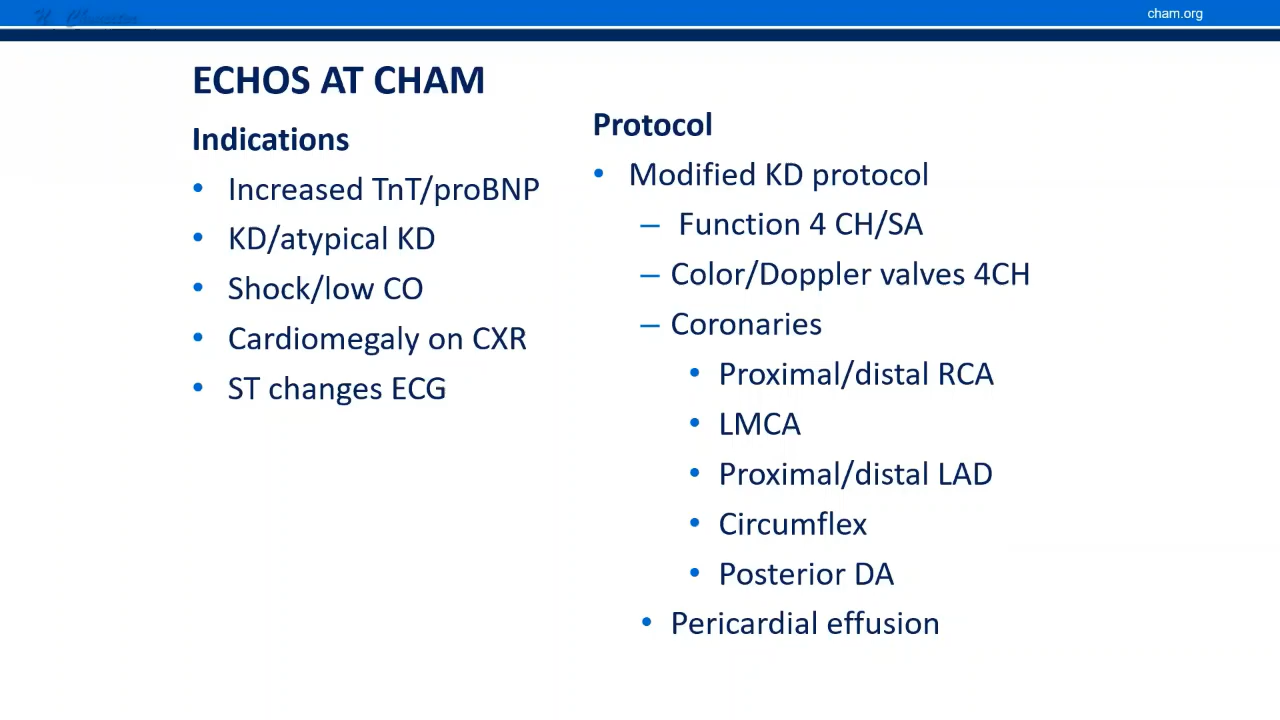 cham.org
ECHOS AT CHAM
Indications
• Increased TnT/proBNP
• KD/atypical KD
• Shock/low CO
• Cardiomegaly on CXR
• ST changes ECG
Protocol
• Modified KD protocol
– Function 4 CH/SA
– Color/Doppler valves 4CH
– Coronaries
• Proximal/distal RCA
• LMCA
• Proximal/distal LAD
• Circumflex
• Posterior DA
• Pericardial effusion